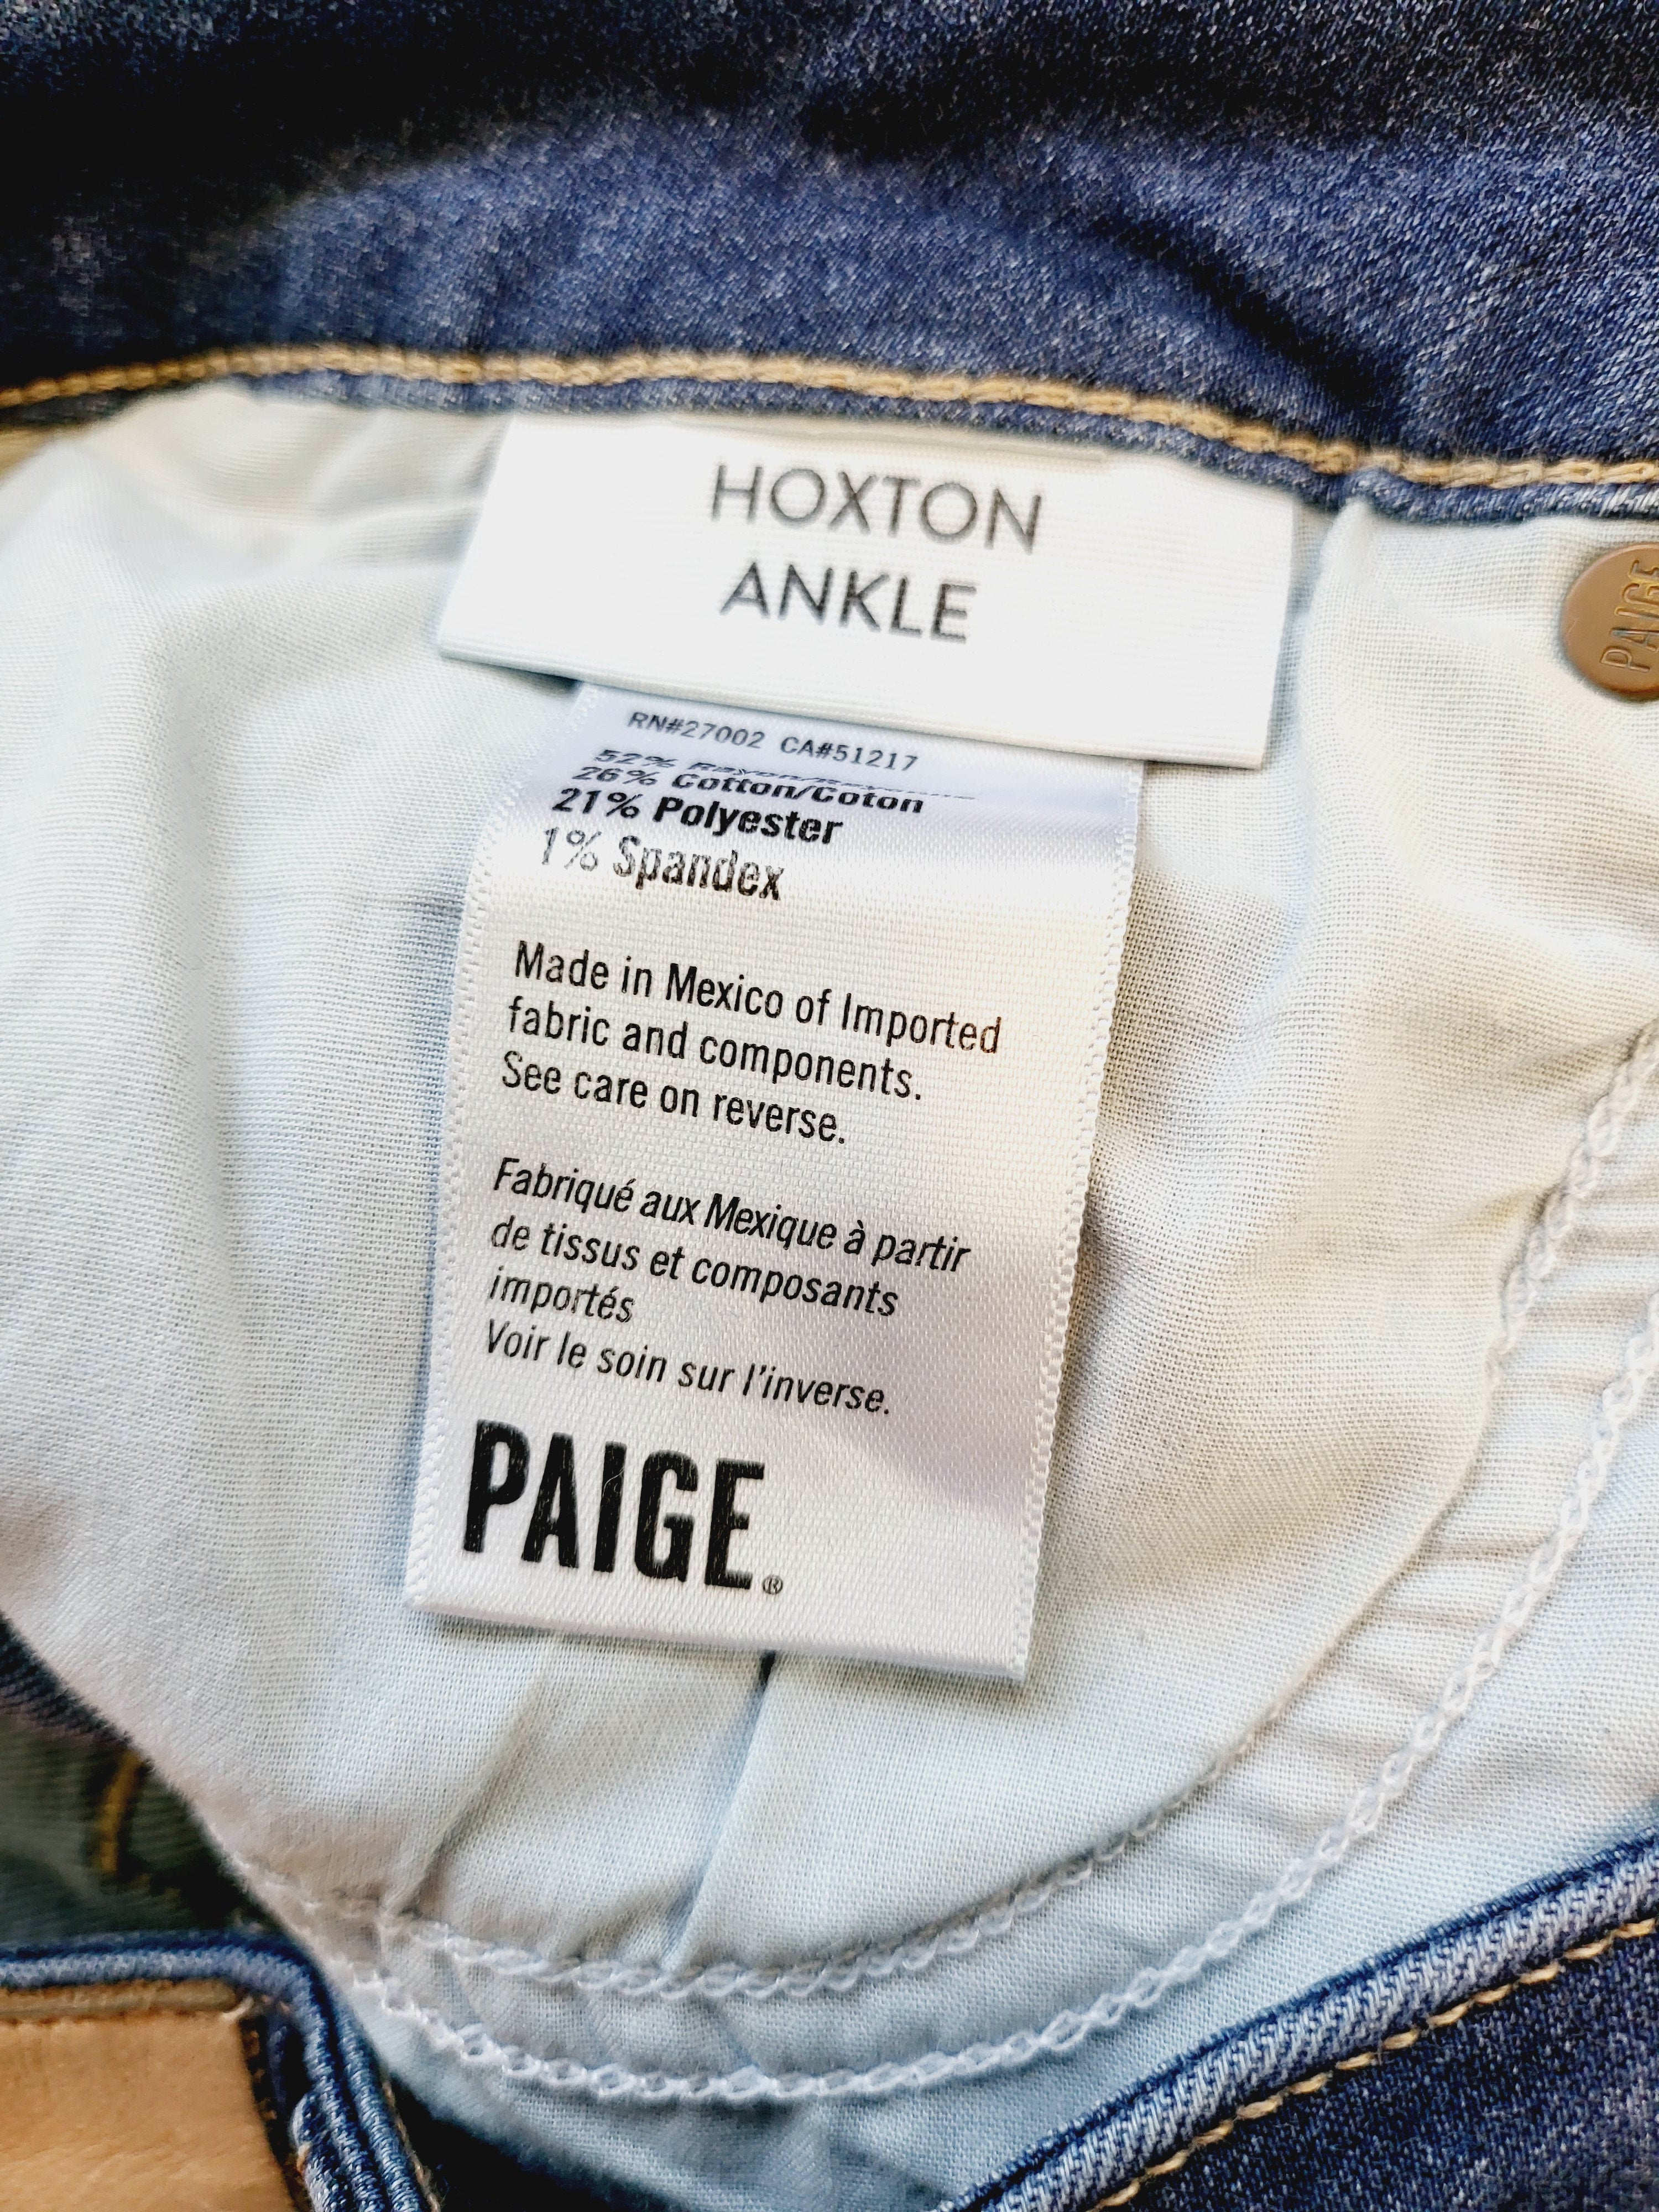 HOXTON
ANKLE
RN#27002 CA#51217
52% Rayon/
26% Cotton/Coton
21% Polyester
1% Spandex
Made in Mexico of Imported
fabric and components.
See care on reverse.
Fabriqué aux Mexique à partir
de tissus et composants
importés
Voir le soin sur l'inverse.
PAIGE®
PAIGE